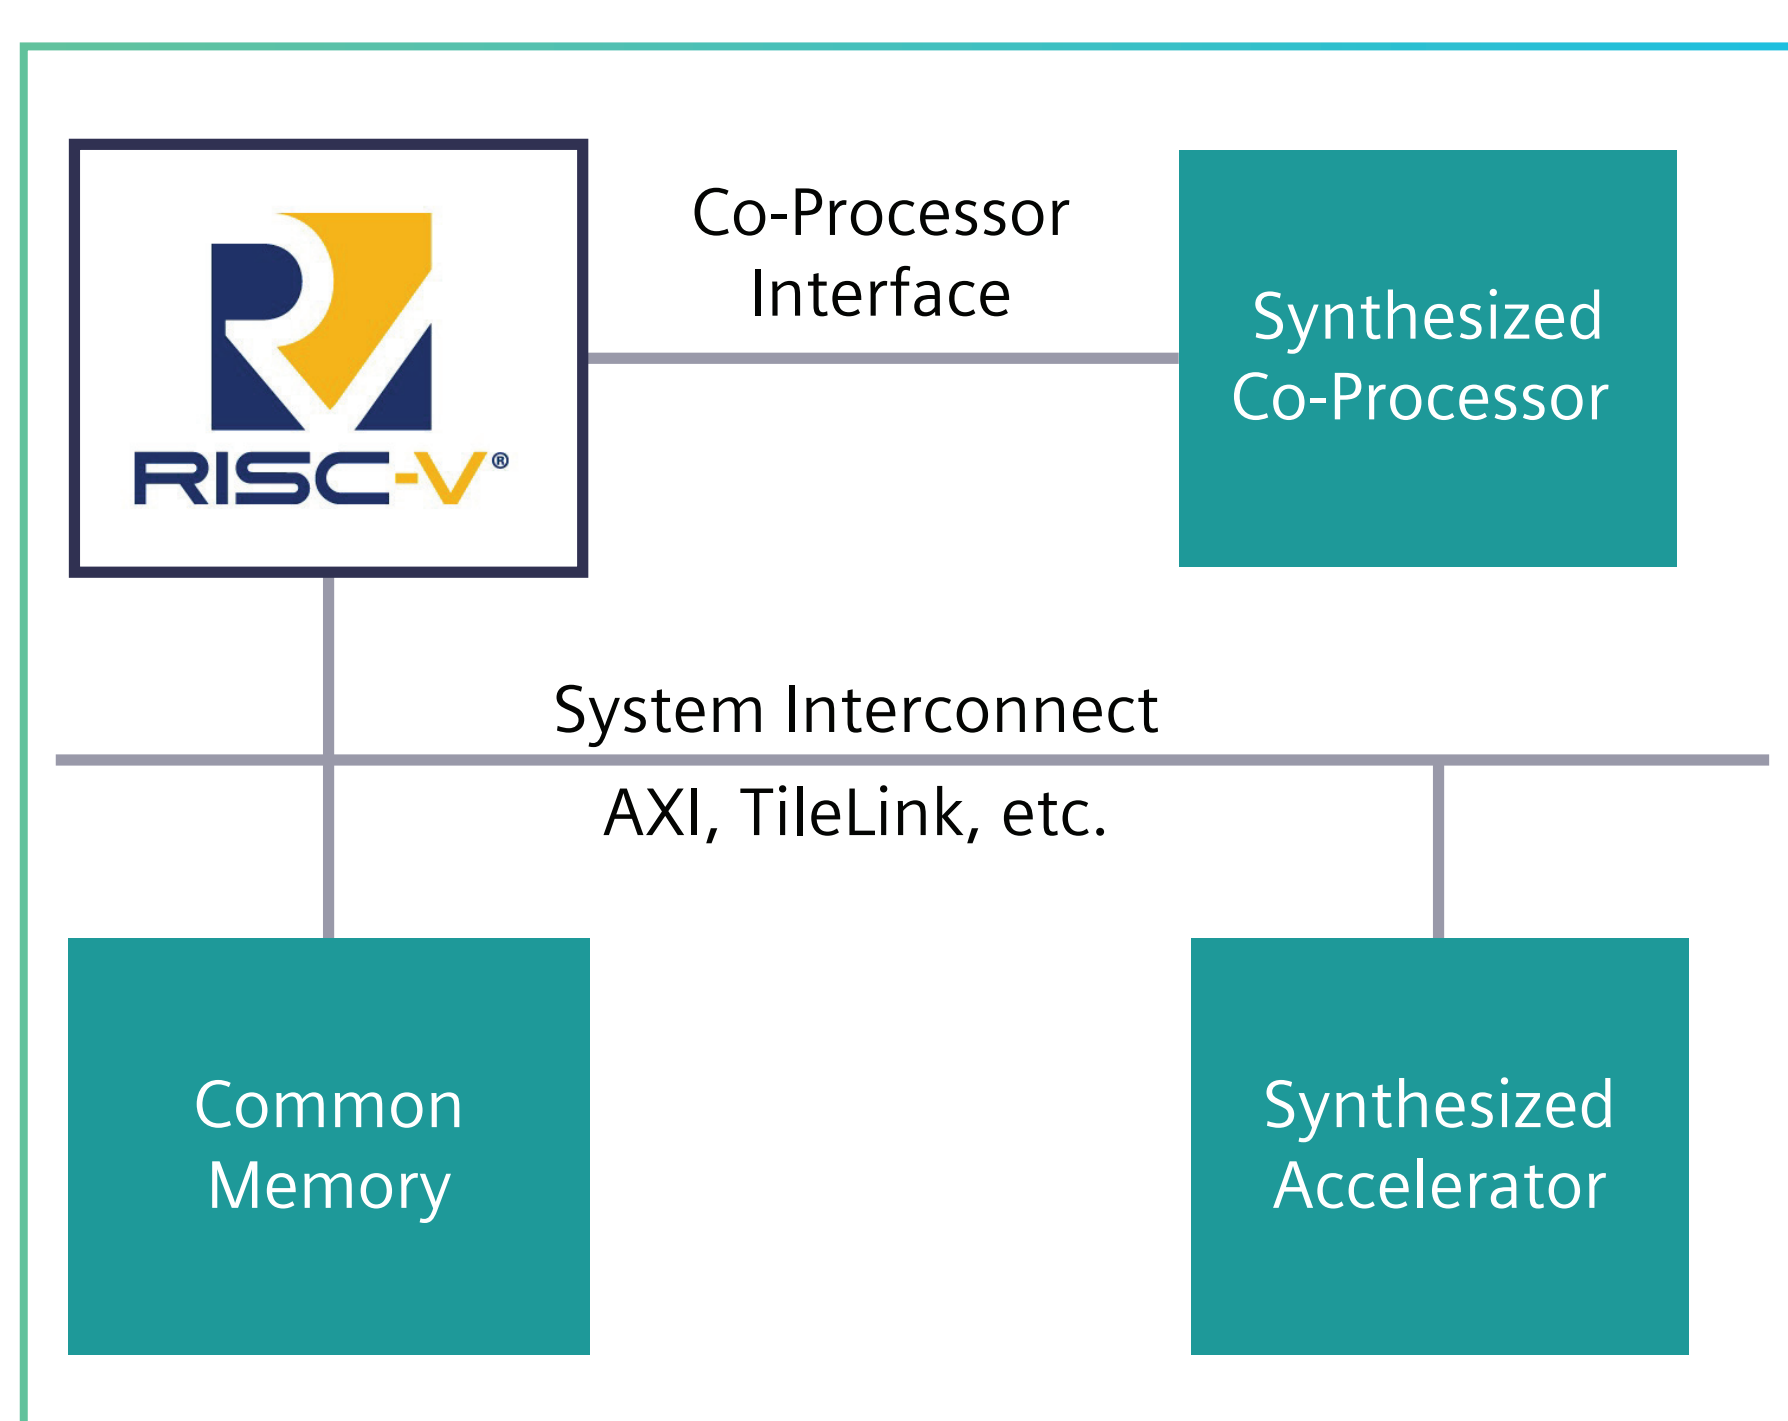 RISC-V®
Co-Processor
Interface
Synthesized
Co-Processor
System Interconnect
AXI, TileLink, etc.
Common
Memory
Synthesized
Accelerator